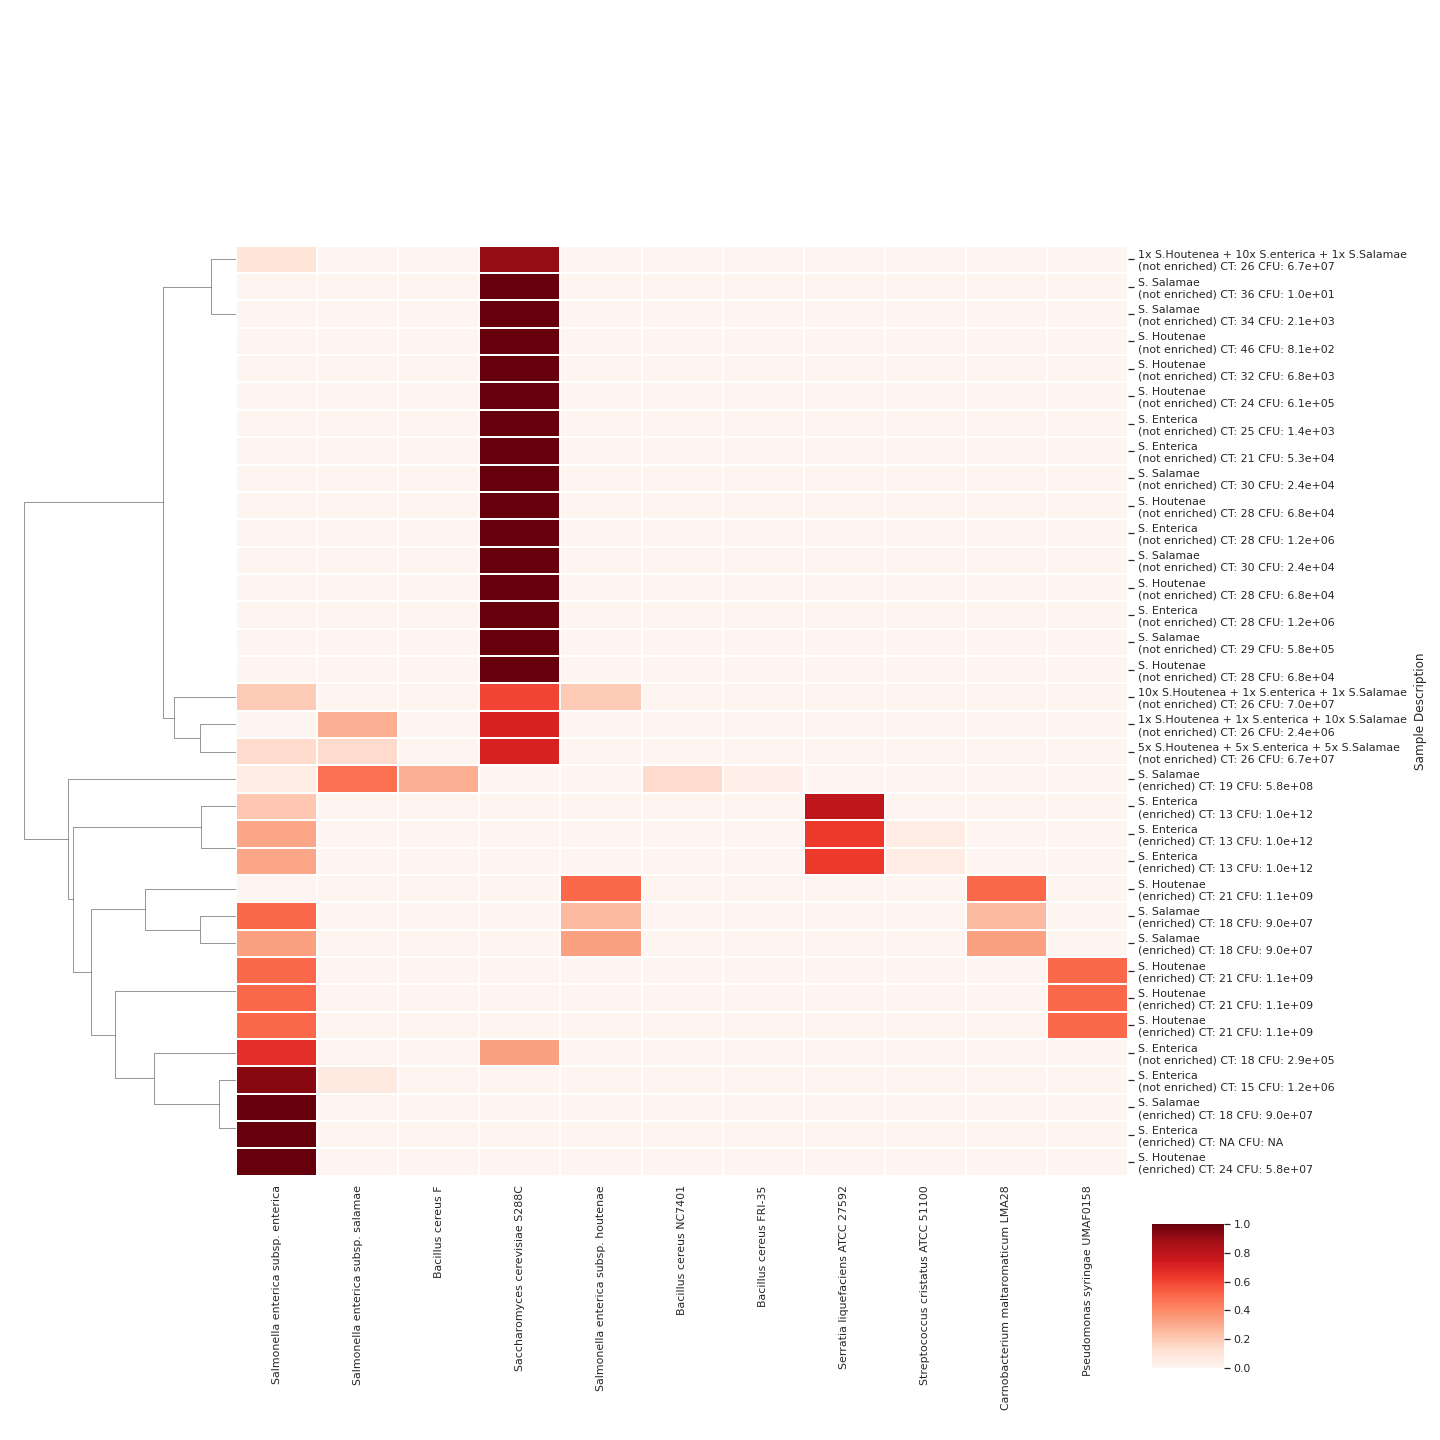 1x S.Houtenea + 10x S.enterica + 1x S.Salamae
(not enriched) CT: 26 CFU: 6.7e+07
S. Salamae
(not enriched) CT: 36 CFU: 1.0e+01
S. Salamae
(not enriched) CT: 34 CFU: 2.1e+03
S. Houtenae
(not enriched) CT: 46 CFU: 8.1e+02
S. Houtenae
(not enriched) CT: 32 CFU: 6.8e+03
S. Houtenae
(not enriched) CT: 24 CFU: 6.1e+05
S. Enterica
(not enriched) CT: 25 CFU: 1.4e+03
S. Enterica
(not enriched) CT: 21 CFU: 5.3e+04
S. Salamae
(not enriched) CT: 30 CFU: 2.4e+04
S. Houtenae
(not enriched) CT: 28 CFU: 6.8e+04
S. Enterica
(not enriched) CT: 28 CFU: 1.2e+06
S. Salamae
(not enriched) CT: 30 CFU: 2.4e+04
S. Houtenae
(not enriched) CT: 28 CFU: 6.8e+04
S. Enterica
(not enriched) CT: 28 CFU: 1.2e+06
S. Salamae
(not enriched) CT: 29 CFU: 5.8e+05
S. Houtenae
(not enriched) CT: 28 CFU: 6.8e+04
10x S.Houtenea + 1x S.enterica + 1x S.Salamae
(not enriched) CT: 26 CFU: 7.0e+07
1x S.Houtenea + 1x S.enterica + 10x S.Salamae
(not enriched) CT: 26 CFU: 2.4e+06
5x S.Houtenea + 5x S.enterica + 5x S.Salamae
(not enriched) CT: 26 CFU: 6.7e+07
S. Salamae
(enriched) CT: 19 CFU: 5.8e+08
S. Enterica
(enriched) CT: 13 CFU: 1.0e+12
S. Enterica
(enriched) CT: 13 CFU: 1.0e+12
S. Enterica
(enriched) CT: 13 CFU: 1.0e+12
S. Houtenae
(enriched) CT: 21 CFU: 1.1e+09
S. Salamae
(enriched) CT: 18 CFU: 9.0e+07
S. Salamae
(enriched) CT: 18 CFU: 9.0e+07
S. Houtenae
(enriched) CT: 21 CFU: 1.1e+09
S. Houtenae
(enriched) CT: 21 CFU: 1.1e+09
S. Houtenae
(enriched) CT: 21 CFU: 1.1e+09
S. Enterica
(not enriched) CT: 18 CFU: 2.9e+05
S. Enterica
(not enriched) CT: 15 CFU: 1.2e+06
S. Salamae
(enriched) CT: 18 CFU: 9.0e+07
S. Enterica
(enriched) CT: NA CFU: NA
S. Houtenae
(enriched) CT: 24 CFU: 5.8e+07
Sample Description
Salmonella enterica subsp. enterica
Salmonella enterica subsp. salamae
Bacillus cereus F
Saccharomyces cerevisiae S288C
Salmonella enterica subsp. houtenae
Bacillus cereus NC7401
Bacillus cereus FRI-35
Serratia liquefaciens ATCC 27592
Streptococcus cristatus ATCC 51100
Carnobacterium maltaromaticum LMA28
Pseudomonas syringae UMAF0158
1.0
0.8
0.6
0.4
0.2
0.0